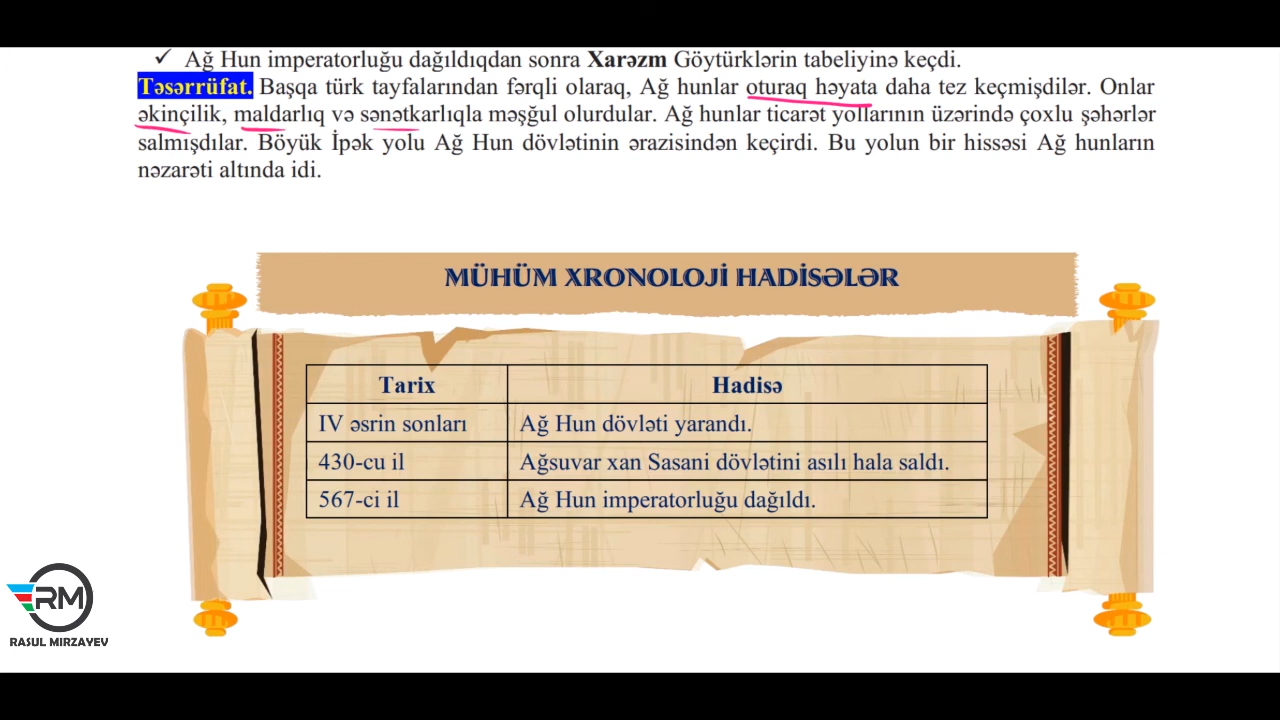 ✓ Ağ Hun imperatorluğu dağıldıqdan sonra Xarəzm Göytürklərin tabeliyinə keçdi.
Təsərrüfat. Başqa türk tayfalarından fərqli olaraq, Ağ hunlar oturaq həyata daha tez keçmişdilər. Onlar
əkinçilik, maldarlıq və sənətkarlıqla məşğul olurdular. Ağ hunlar ticarət yollarının üzərində çoxlu şəhərlər
salmışdılar. Böyük İpək yolu Ağ Hun dövlətinin ərazisindən keçirdi. Bu yolun bir hissəsi Ağ hunların
nəzarəti altında idi.
MÜHÜM XRONOLOJİ HADİSƏLƏR
Tarix Hadisə
IV əsrin sonları Ağ Hun dövləti yarandı.
430-cu il Ağsuvar xan Sasani dövlətini asılı hala saldı.
567-ci il Ağ Hun imperatorluğu dağıldı.
RM
RASUL MIRZAYEV